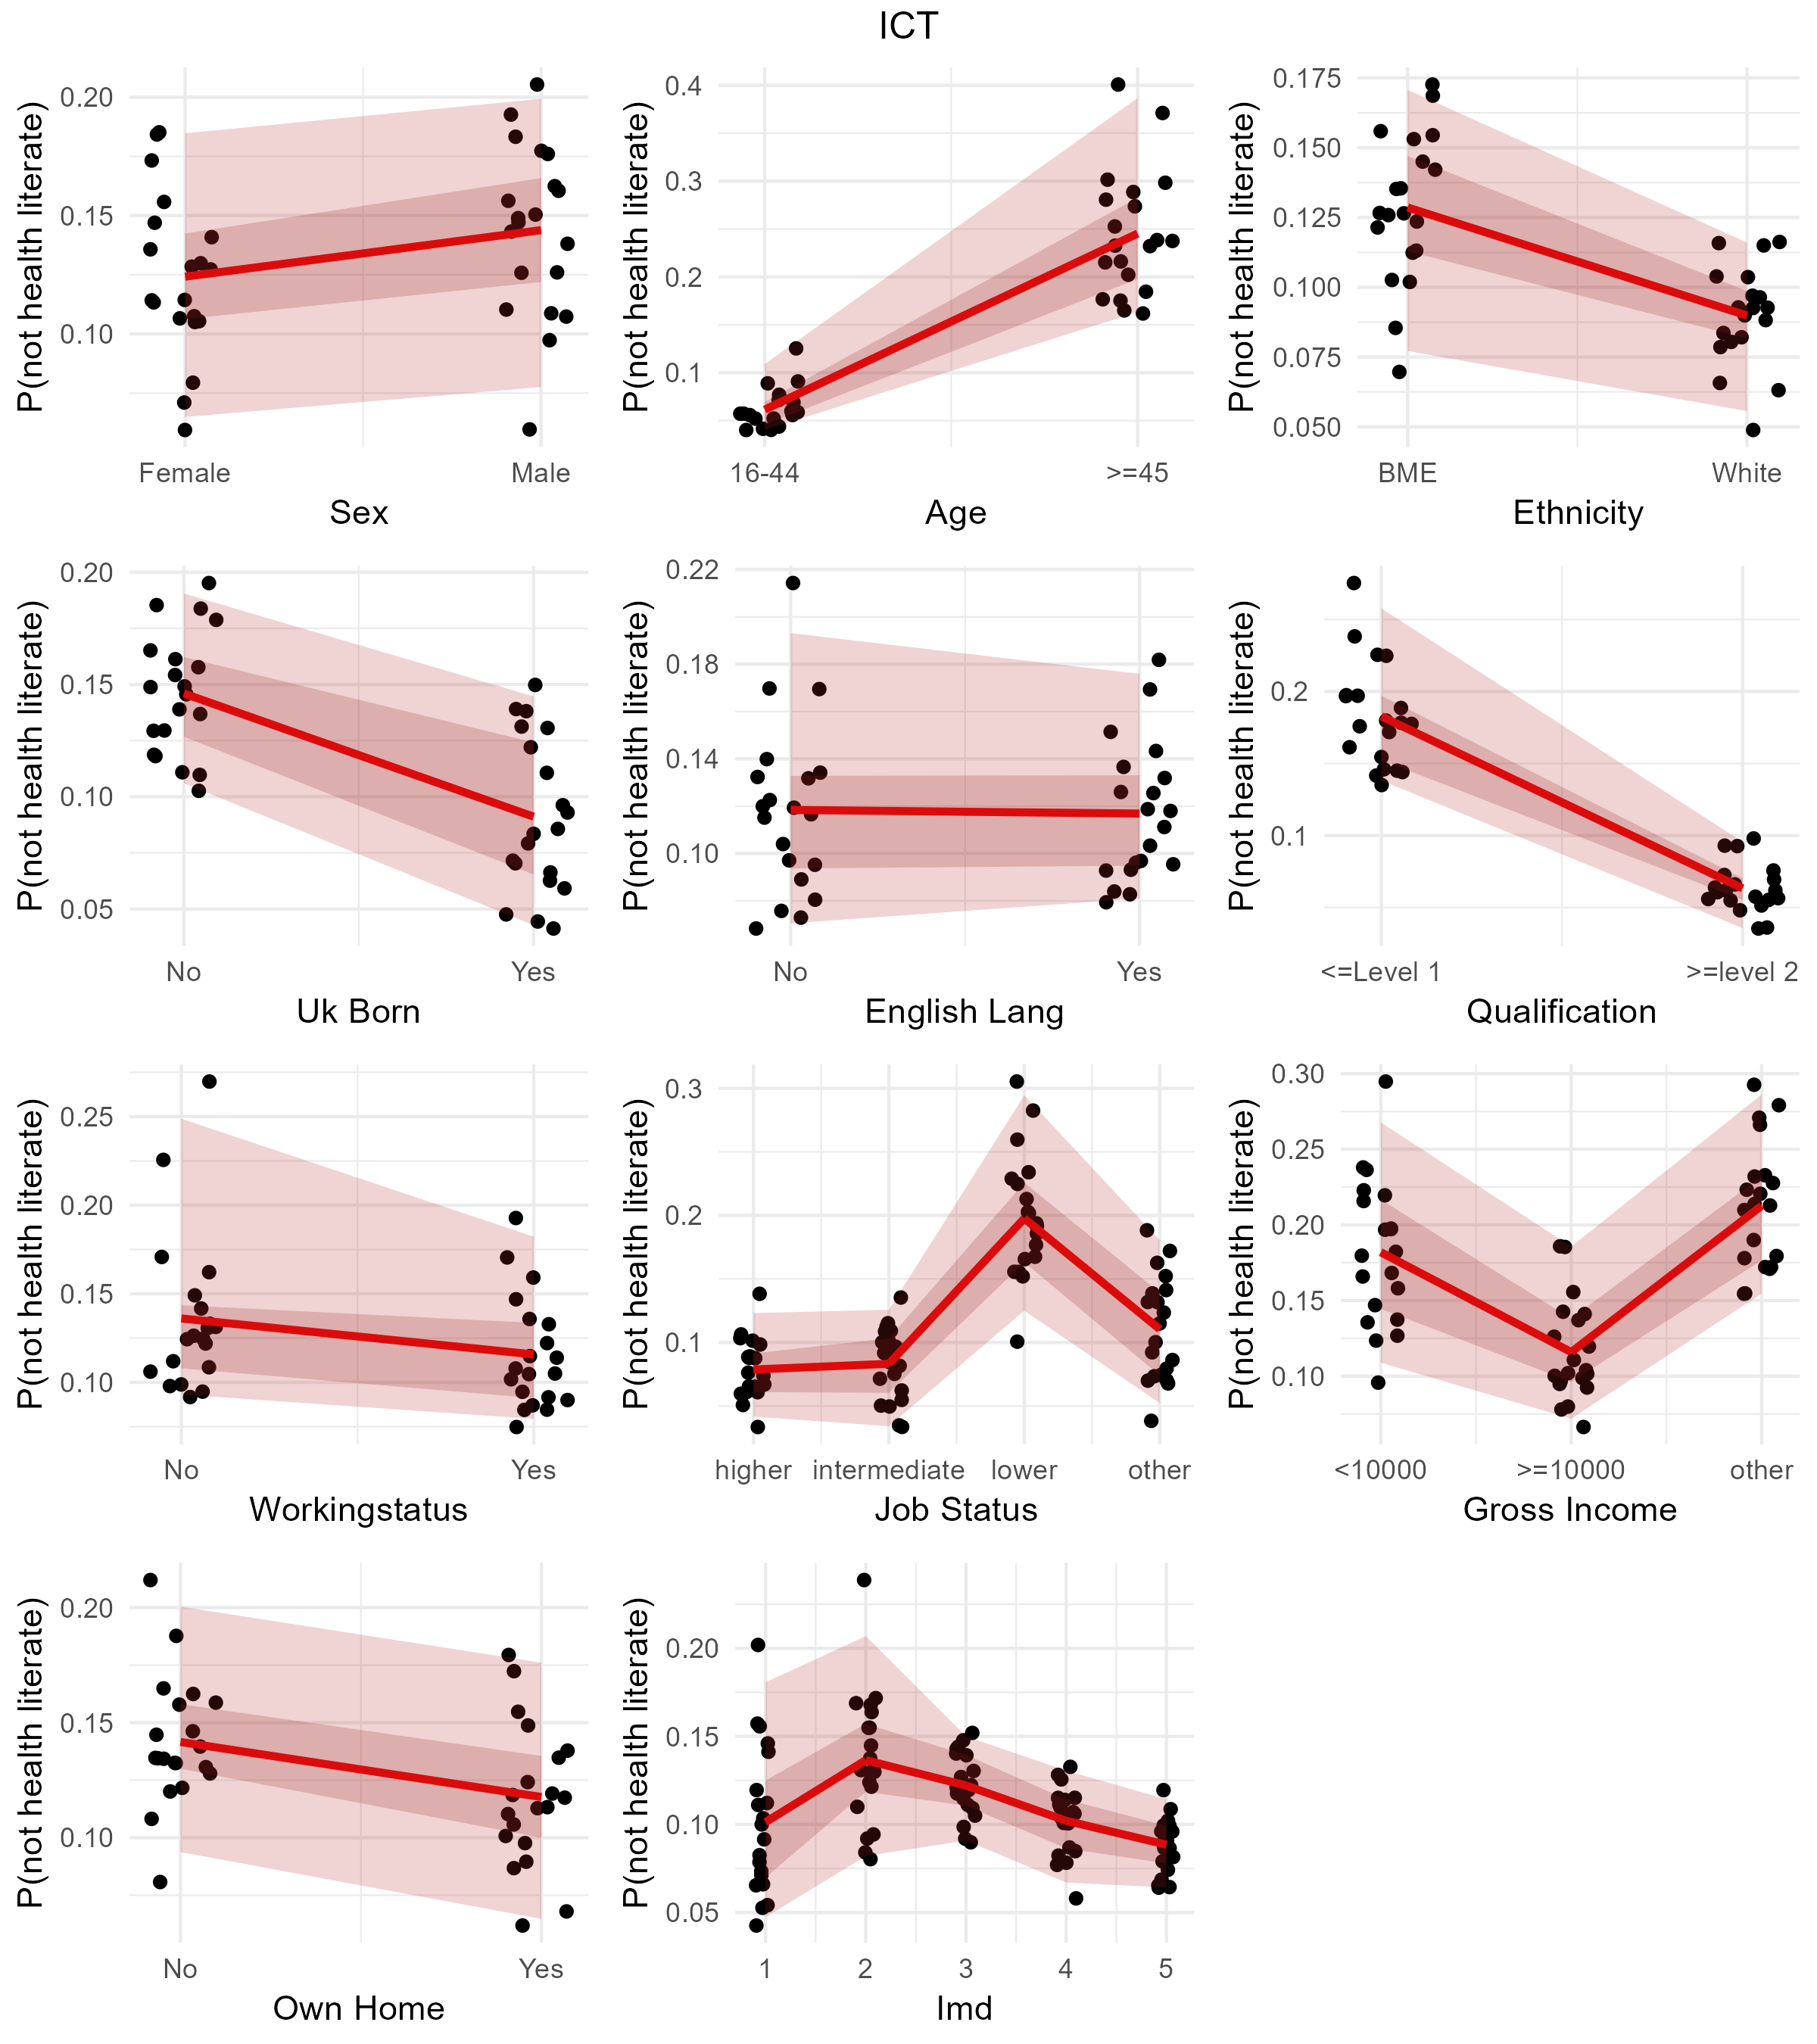 ICT
P(not health literate)
0.20
0.15
0.10
Female
Male
Sex
P(not health literate)
0.4
0.3
0.2
0.1
16-44
>=45
Age
P(not health literate)
0.175
0.150
0.125
0.100
0.075
0.050
BME
White
Ethnicity
P(not health literate)
0.20
0.15
0.10
0.05
No
Yes
Uk Born
P(not health literate)
0.22
0.18
0.14
0.10
No
Yes
English Lang
P(not health literate)
0.2
0.1
<=Level 1
>=level 2
Qualification
P(not health literate)
0.25
0.20
0.15
0.10
No
Yes
Workingstatus
P(not health literate)
0.3
0.2
0.1
higher
intermediate
lower
other
Job Status
P(not health literate)
0.30
0.25
0.20
0.15
0.10
<10000
>=10000
other
Gross Income
P(not health literate)
0.20
0.15
0.10
No
Yes
Own Home
P(not health literate)
0.20
0.15
0.10
0.05
1
2
3
4
5
Imd